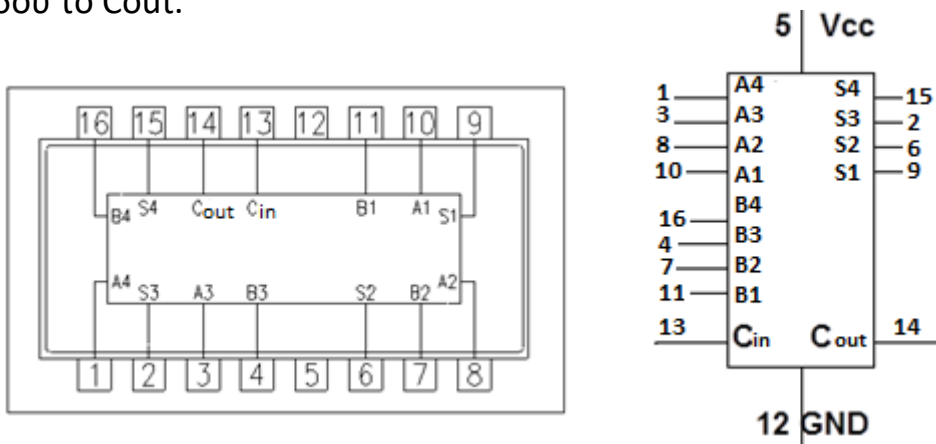 to Cout.
16 15 14 13 12 11 10 9
B4 S4 Cout Cin B1 A1 S1
A4 S3 A3 B3 S2 B2 A2
1 2 3 4 5 6 7 8
5 Vcc
1 A4 S4 15
3 A3 S3 2
8 A2 S2 6
10 A1 S1 9
16 B4
4 B3
7 B2
11 B1
13 Cin Cout 14
12 GND